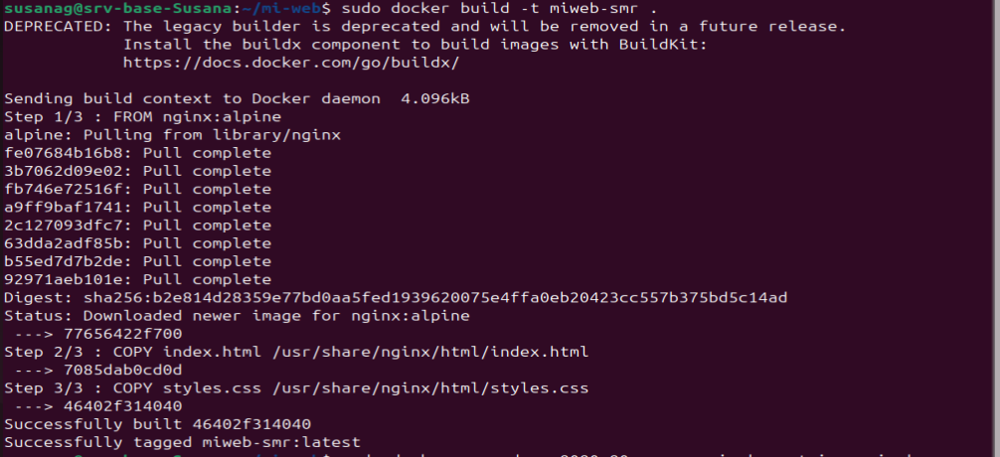 susanag@srv-base-Susana:~/mi-web$ sudo docker build -t miweb-smr .
DEPRECATED: The legacy builder is deprecated and will be removed in a future release.
            Install the buildx component to build images with BuildKit:
            https://docs.docker.com/go/buildx/

Sending build context to Docker daemon  4.096kB
Step 1/3 : FROM nginx:alpine
alpine: Pulling from library/nginx
fe07684b16b8: Pull complete
3b7062d09e02: Pull complete
fb746e72516f: Pull complete
a9ff9baf1741: Pull complete
2c127093dfc7: Pull complete
63dda2adf85b: Pull complete
b55ed7d7b2de: Pull complete
92971aeb101e: Pull complete
Digest: sha256:b2e814d28359e77bd0aa5fed1939620075e4ffa0eb20423cc557b375bd5c14ad
Status: Downloaded newer image for nginx:alpine
 ---> 77656422f700
Step 2/3 : COPY index.html /usr/share/nginx/html/index.html
 ---> 7085dab0cd0d
Step 3/3 : COPY styles.css /usr/share/nginx/html/styles.css
 ---> 46402f314040
Successfully built 46402f314040
Successfully tagged miweb-smr:latest